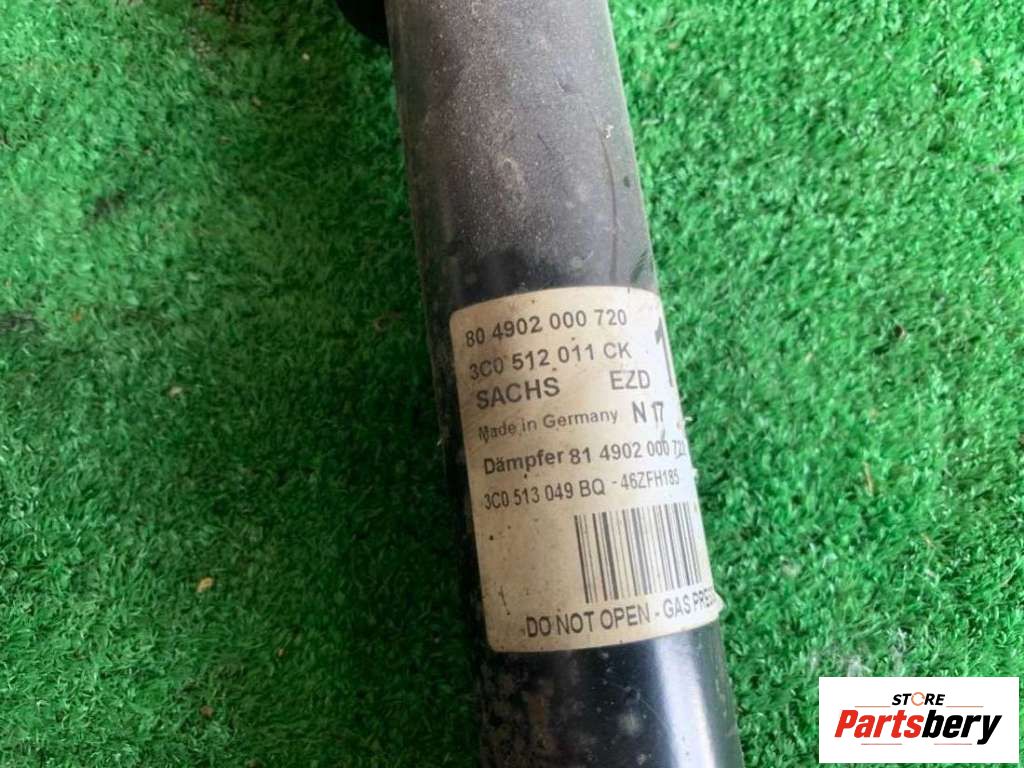 80 4902 000 720
3C0 512 011 CK
SACHS EZD 1
Made in Germany N 17
Dämpfer 81 4902 000
3C0 513 049 BQ - 46ZFH185
DO NOT OPEN - GAS
STORE
Partsbery